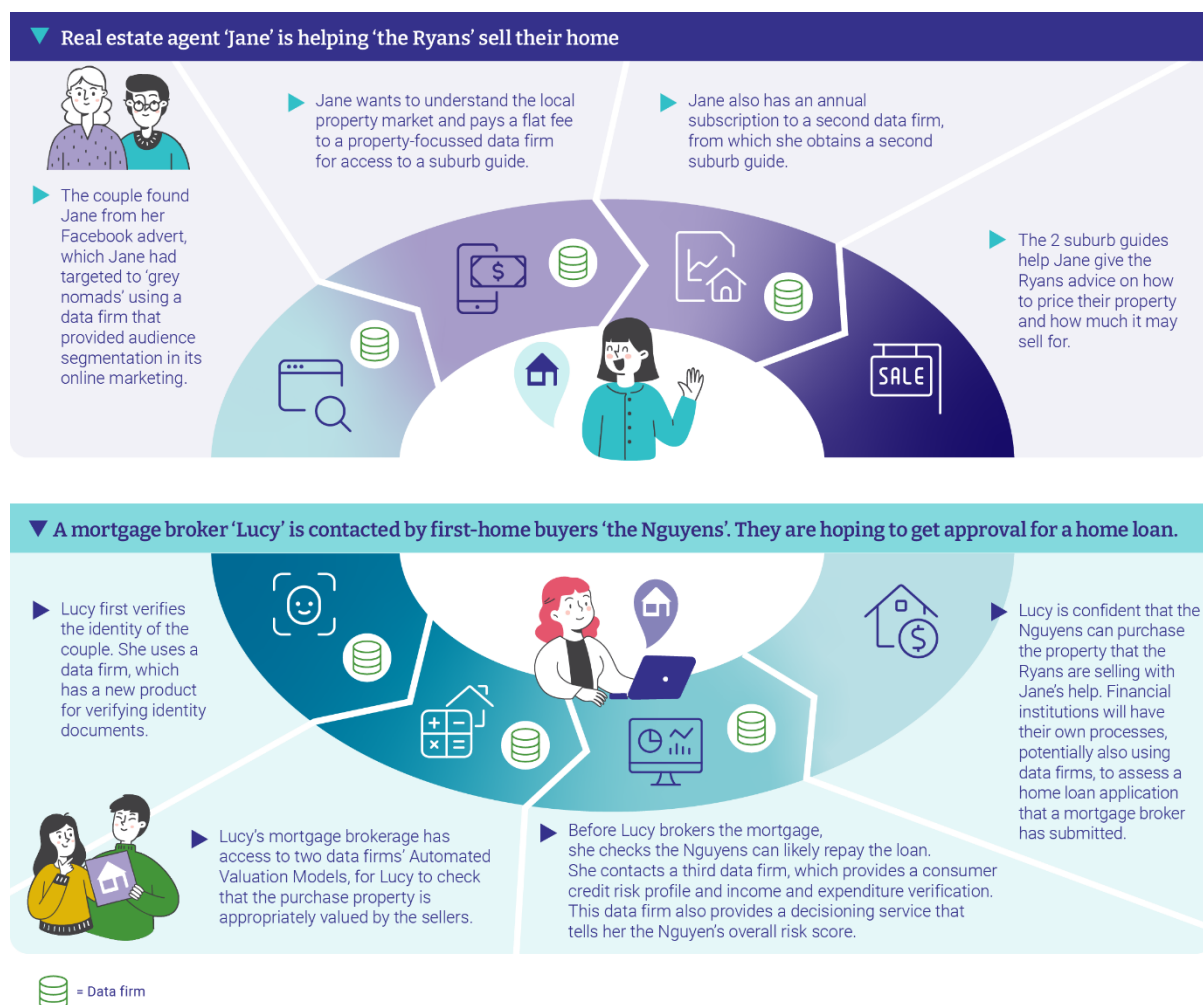 Real estate agent ‘Jane’ is helping ‘the Ryans’ sell their home
The couple found
Jane from her
Facebook advert,
which Jane had
targeted to ‘grey
nomads’ using a
data firm that
provided audience
segmentation in its
online marketing.
Jane wants to understand the local
property market and pays a flat fee
to a property-focussed data firm
for access to a suburb guide.
Jane also has an annual
subscription to a second data firm,
from which she obtains a second
suburb guide.
The 2 suburb guides
help Jane give the
Ryans advice on how
to price their property
and how much it may
sell for.
$
SALE
A mortgage broker ‘Lucy’ is contacted by first-home buyers ‘the Nguyens’. They are hoping to get approval for a home loan.
Lucy first verifies
the identity of the
couple. She uses a
data firm, which
has a new product
for verifying identity
documents.
Lucy’s mortgage brokerage has
access to two data firms’ Automated
Valuation Models, for Lucy to check
that the purchase property is
appropriately valued by the sellers.
Before Lucy brokers the mortgage,
she checks the Nguyens can likely repay the loan.
She contacts a third data firm, which provides a consumer
credit risk profile and income and expenditure verification.
This data firm also provides a decisioning service that
tells her the Nguyen’s overall risk score.
$
Lucy is confident that the
Nguyens can purchase
the property that the
Ryans are selling with
Jane’s help. Financial
institutions will have
their own processes,
potentially also using
data firms, to assess a
home loan application
that a mortgage broker
has submitted.
= Data firm